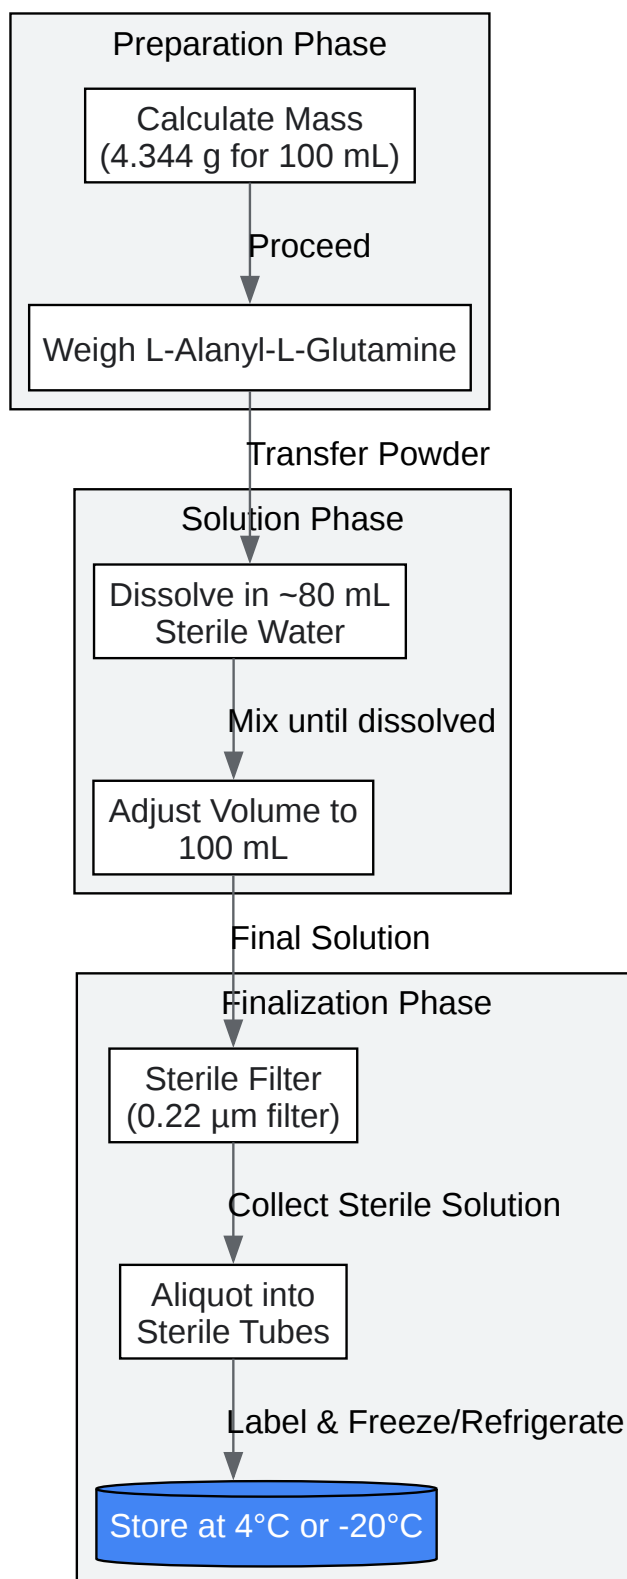 Preparation Phase
Calculate Mass
(4.344 g for 100 mL)
Proceed
Weigh L-Alanyl-L-Glutamine
Transfer Powder
Solution Phase
Dissolve in ~80 mL
Sterile Water
Mix until dissolved
Adjust Volume to
100 mL
Final Solution
Finalization Phase
Sterile Filter
(0.22 µm filter)
Collect Sterile Solution
Aliquot into
Sterile Tubes
Label & Freeze/Refrigerate
Store at 4°C or -20°C